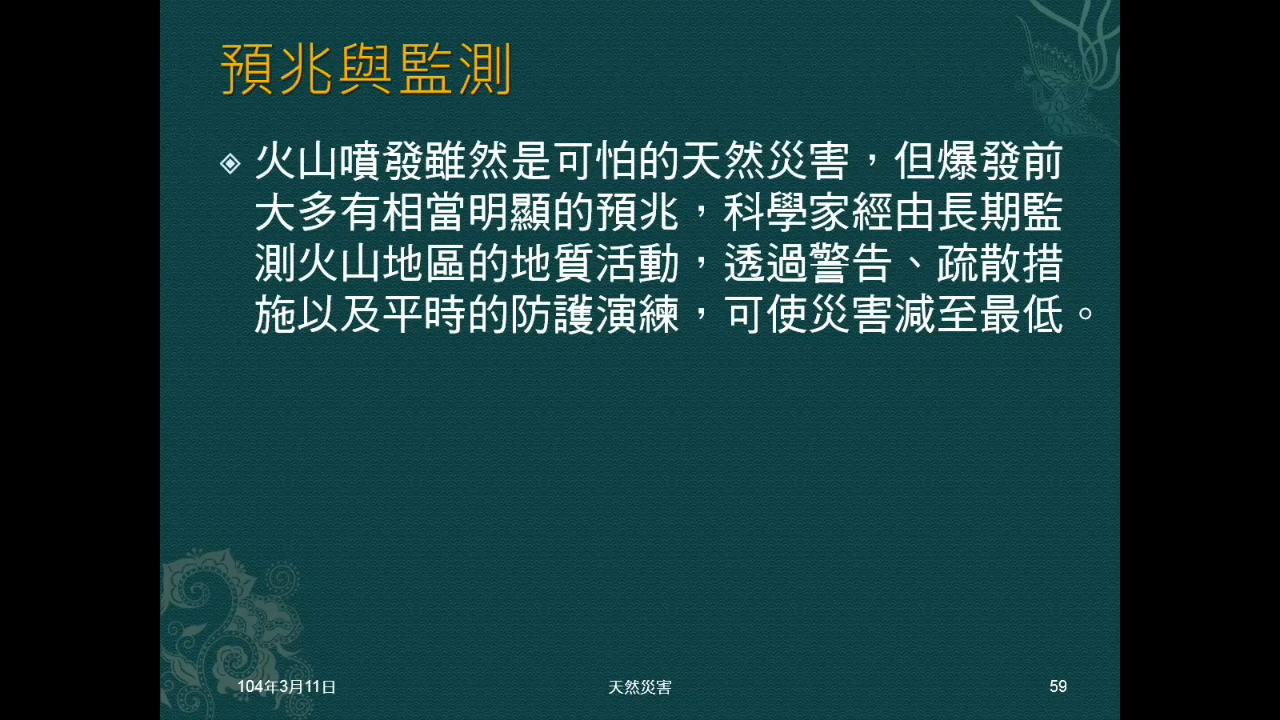 預兆與監測
火山噴發雖然是可怕的天然災害，但爆發前
大多有相當明顯的預兆，科學家經由長期監
測火山地區的地質活動，透過警告、疏散措
施以及平時的防護演練，可使災害減至最低。
104年3月11日
天然災害
59